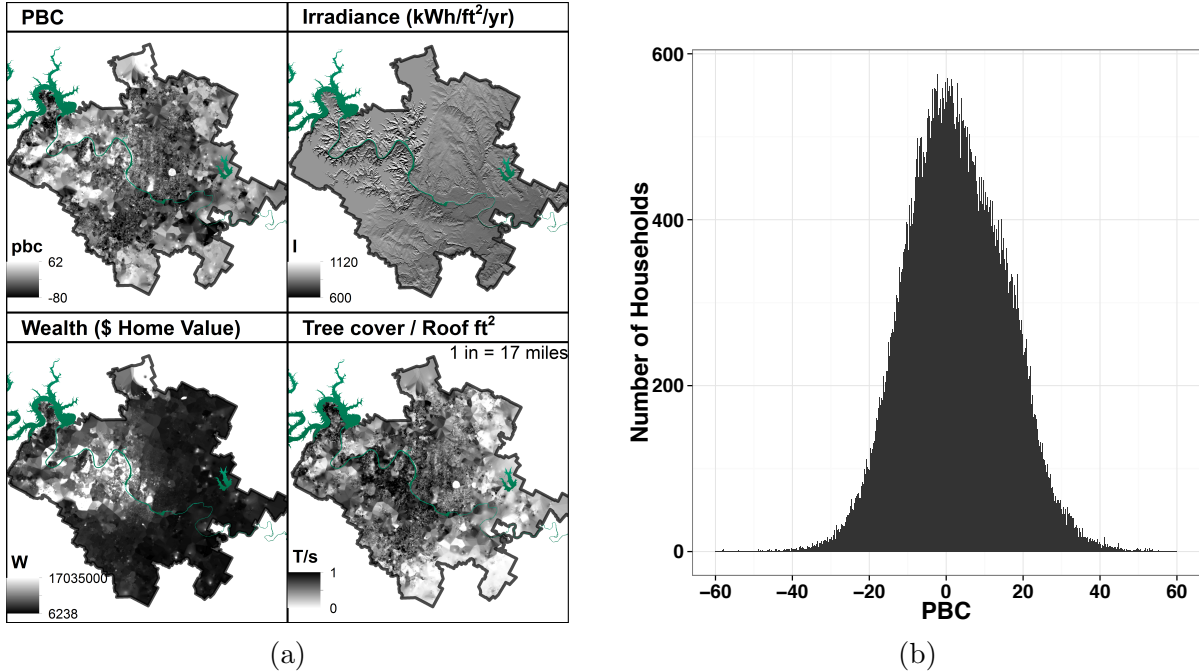 PBC
Irradiance (kWh/ft²/yr)
pbc
62
-80
I
1120
600
Wealth ($ Home Value)
Tree cover / Roof ft²
1 in = 17 miles
W
17035000
6238
T/s
1
0
(a)
Number of Households
600
400
200
0
−60 −40 −20 0 20 40 60
PBC
(b)